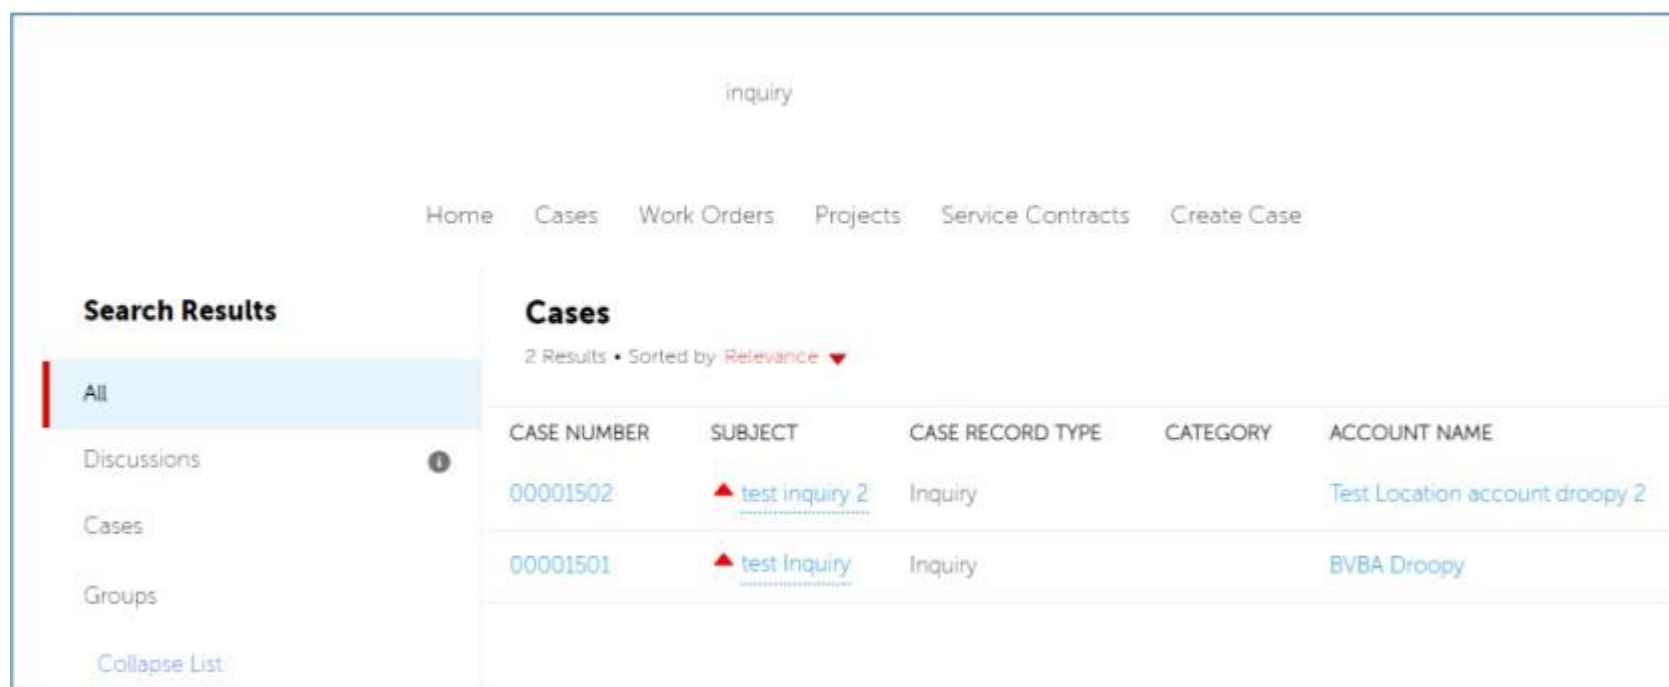 inquiry
Home Cases Work Orders Projects Service Contracts Create Case
Search Results
All
Discussions
Cases
Groups
Collapse List
Cases
2 Results • Sorted by Relevance
CASE NUMBER SUBJECT CASE RECORD TYPE CATEGORY ACCOUNT NAME
00001502 test inquiry 2 Inquiry Test Location account droopy 2
00001501 test Inquiry Inquiry BVBA Droopy